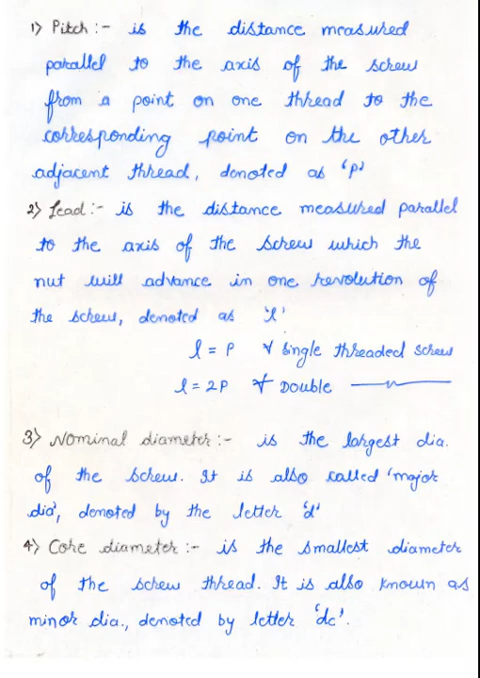 1) Pitch :- is the distance measured
parallel to the axis of the screw
from a point on one thread to the
corresponding point on the other
adjacent thread, denoted as 'p'
2) Lead :- is the distance measured parallel
to the axis of the screw which the
nut will advance in one revolution of
the screw, denoted as 'l'
l = P ∀ single threaded screw
l = 2P ∀ Double —〃—
3) Nominal diameter :- is the largest dia.
of the screw. It is also called 'major
dia', denoted by the letter 'd'
4) Core diameter :- is the smallest diameter
of the screw thread. It is also known as
minor dia., denoted by letter 'dc'.